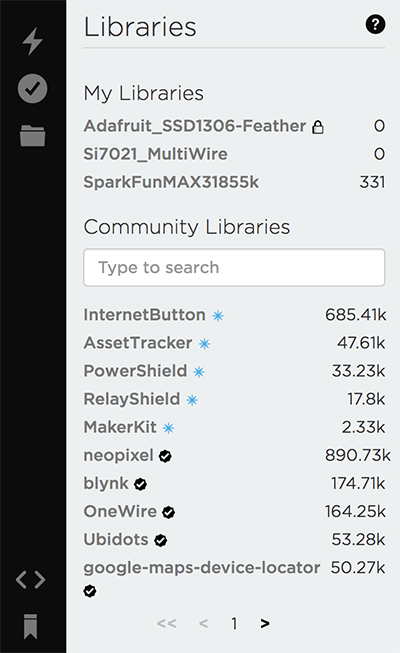 Libraries ?
My Libraries
Adafruit_SSD1306-Feather 0
Si7021_MultiWire 0
SparkFunMAX31855k 331
Community Libraries
Type to search
InternetButton 685.41k
AssetTracker 47.61k
PowerShield 33.23k
RelayShield 17.8k
MakerKit 2.33k
neopixel 890.73k
blynk 174.71k
OneWire 164.25k
Ubidots 53.28k
google-maps-device-locator 50.27k
<< < 1 >